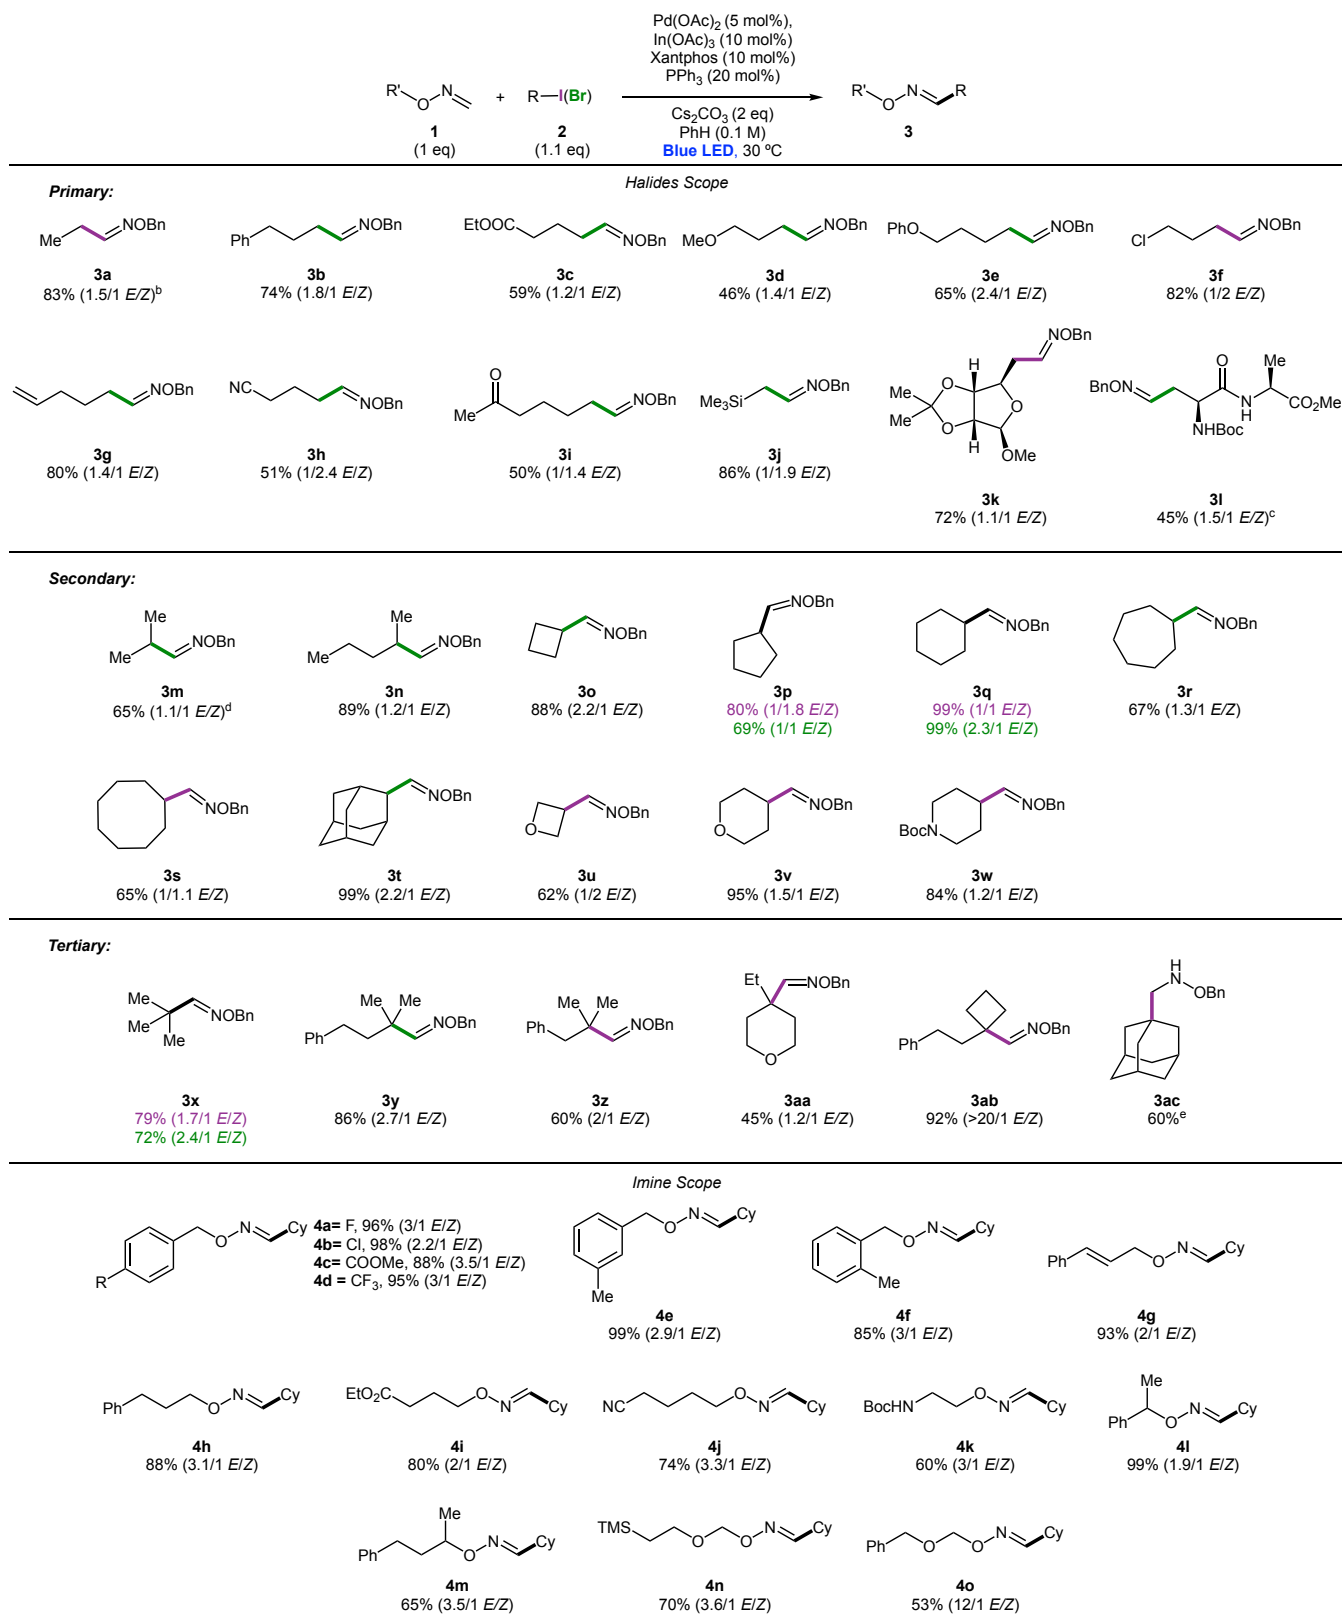 Pd(OAc)2 (5 mol%),
In(OAc)3 (10 mol%)
Xantphos (10 mol%)
PPh3 (20 mol%)
R' O N + R I(Br) R' O N R
1 2 Cs2CO3 (2 eq) 3
(1 eq) (1.1 eq) PhH (0.1 M)
Blue LED, 30 ºC
Halides Scope
Primary:
Me NOBn Ph NOBn EtOOC NOBn MeO NOBn PhO NOBn Cl NOBn
3a 3b 3c 3d 3e 3f
83% (1.5/1 E/Z)b 74% (1.8/1 E/Z) 59% (1.2/1 E/Z) 46% (1.4/1 E/Z) 65% (2.4/1 E/Z) 82% (1/2 E/Z)
NOBn NC NOBn O Me NOBn Me3Si NOBn NOBn H O Me Me O O H OMe BnON O Me N H CO2Me NHBoc
3g 3h 3i 3j
80% (1.4/1 E/Z) 51% (1/2.4 E/Z) 50% (1/1.4 E/Z) 86% (1/1.9 E/Z)
3k 3l
72% (1.1/1 E/Z) 45% (1.5/1 E/Z)c
Secondary:
Me Me NOBn Me Me NOBn NOBn NOBn NOBn NOBn
3m 3n 3o 3p 3q 3r
65% (1.1/1 E/Z)d 89% (1.2/1 E/Z) 88% (2.2/1 E/Z) 80% (1/1.8 E/Z) 99% (1/1 E/Z) 67% (1.3/1 E/Z)
69% (1/1 E/Z) 99% (2.3/1 E/Z)
NOBn NOBn O NOBn O NOBn BocN NOBn
3s 3t 3u 3v 3w
65% (1/1.1 E/Z) 99% (2.2/1 E/Z) 62% (1/2 E/Z) 95% (1.5/1 E/Z) 84% (1.2/1 E/Z)
Tertiary:
Me Me Me NOBn Ph Me Me NOBn Ph Me Me NOBn Et NOBn O Ph NOBn H N OBn
3x 3y 3z 3aa 3ab 3ac
79% (1.7/1 E/Z) 86% (2.7/1 E/Z) 60% (2/1 E/Z) 45% (1.2/1 E/Z) 92% (>20/1 E/Z) 60%e
72% (2.4/1 E/Z)
Imine Scope
R O N Cy
4a= F, 96% (3/1 E/Z)
4b= Cl, 98% (2.2/1 E/Z)
4c= COOMe, 88% (3.5/1 E/Z)
4d = CF3, 95% (3/1 E/Z)
Me O N Cy Me O N Cy Ph O N Cy
4e 4f 4g
99% (2.9/1 E/Z) 85% (3/1 E/Z) 93% (2/1 E/Z)
Ph O N Cy EtO2C O N Cy NC O N Cy BocHN O N Cy Me Ph O N Cy
4h 4i 4j 4k 4l
88% (3.1/1 E/Z) 80% (2/1 E/Z) 74% (3.3/1 E/Z) 60% (3/1 E/Z) 99% (1.9/1 E/Z)
Ph Me O N Cy TMS O O N Cy Ph O O N Cy
4m 4n 4o
65% (3.5/1 E/Z) 70% (3.6/1 E/Z) 53% (12/1 E/Z)